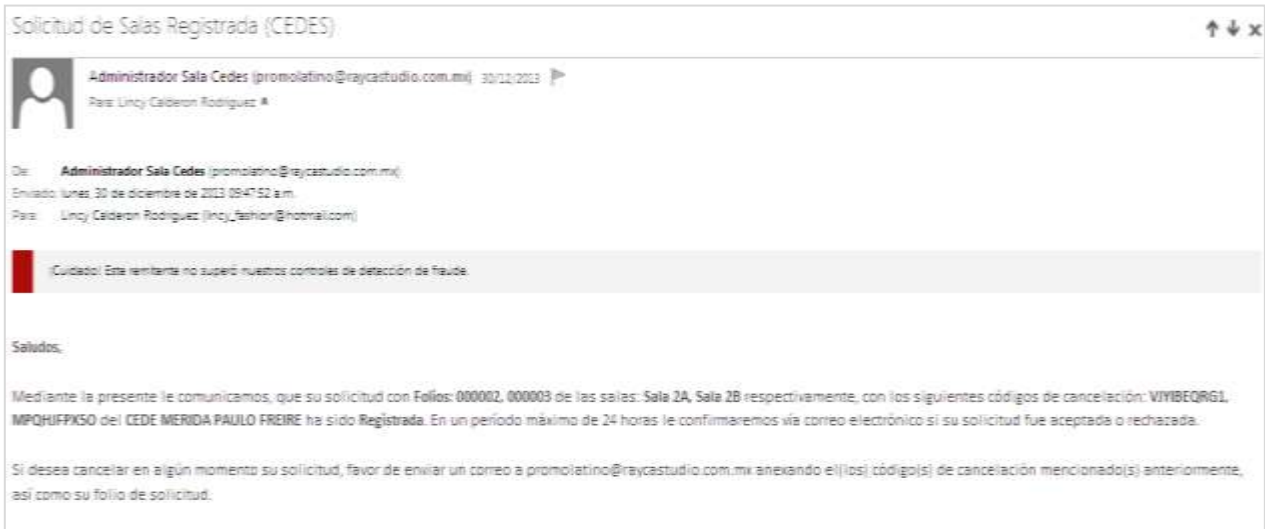 Solicitud de Salas Registrada (CEDES)
Administrador Sala Cedes (promolatino@raycastudio.com.mx) 30/12/2013
Para: Lincy Calderon Rodriguez
De: Administrador Sala Cedes (promolatino@raycastudio.com.mx)
Enviado: lunes, 30 de diciembre de 2013 09:47:52 a.m.
Para: Lincy Calderon Rodriguez (lincy_fashion@hotmail.com)
¡Cuidado! Este remitente no superó nuestros controles de detección de fraude.
Saludos,
Mediante la presente le comunicamos, que su solicitud con Folios: 000002, 000003 de las salas: Sala 2A, Sala 2B respectivamente, con los siguientes códigos de cancelación: VJYIBEQRG1,
MPQHJFPX5O del CEDE MERIDA PAULO FREIRE ha sido Registrada. En un período máximo de 24 horas le confirmaremos vía correo electrónico si su solicitud fue aceptada o rechazada.
Si desea cancelar en algún momento su solicitud, favor de enviar un correo a promolatino@raycastudio.com.mx anexando el(los) código(s) de cancelación mencionado(s) anteriormente,
así como su folio de solicitud.